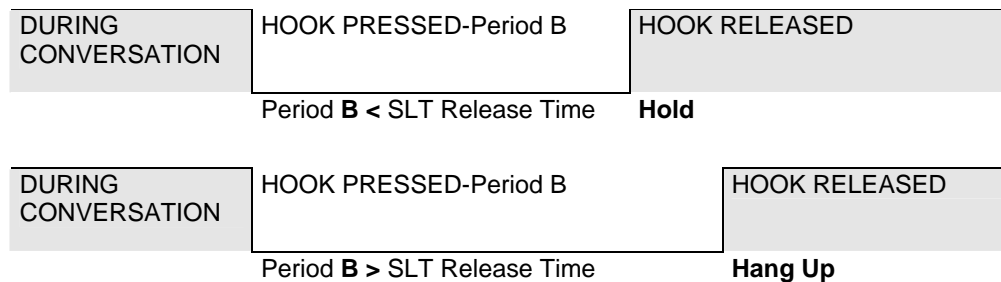 DURING HOOK PRESSED-Period B HOOK RELEASED
CONVERSATION
Period B < SLT Release Time Hold
DURING HOOK PRESSED-Period B HOOK RELEASED
CONVERSATION
Period B > SLT Release Time Hang Up